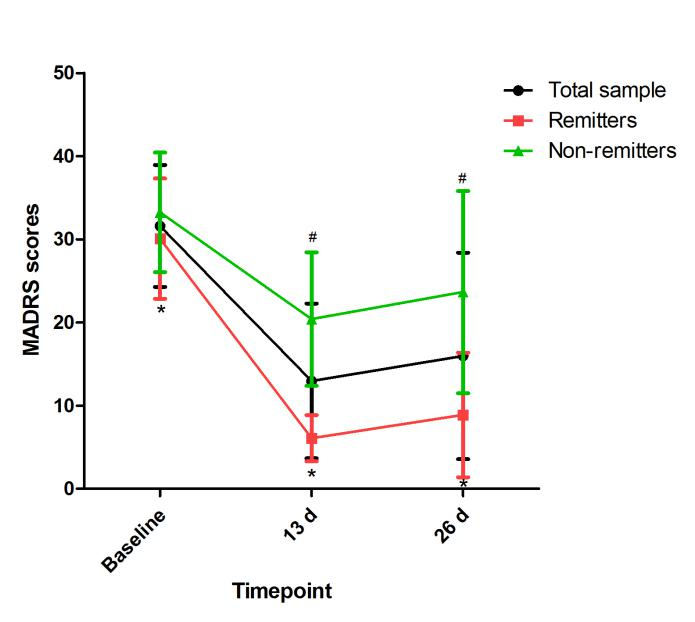 50
40
30
20
10
0
MADRS scores
Total sample
Remitters
Non-remitters
#
#
*
*
*
Baseline
13 d
26 d
Timepoint